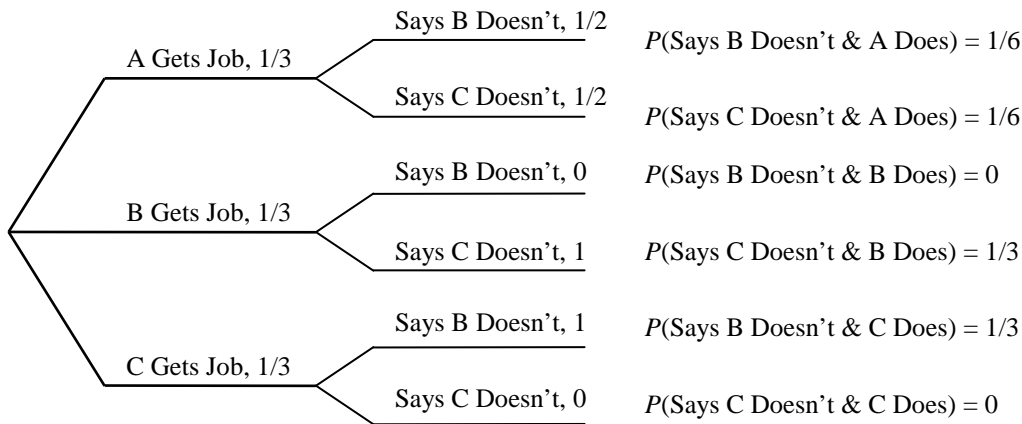 Says B Doesn’t, 1/2
P(Says B Doesn’t & A Does) = 1/6
A Gets Job, 1/3
Says C Doesn’t, 1/2
P(Says C Doesn’t & A Does) = 1/6
Says B Doesn’t, 0
P(Says B Doesn’t & B Does) = 0
B Gets Job, 1/3
Says C Doesn’t, 1
P(Says C Doesn’t & B Does) = 1/3
Says B Doesn’t, 1
P(Says B Doesn’t & C Does) = 1/3
C Gets Job, 1/3
Says C Doesn’t, 0
P(Says C Doesn’t & C Does) = 0